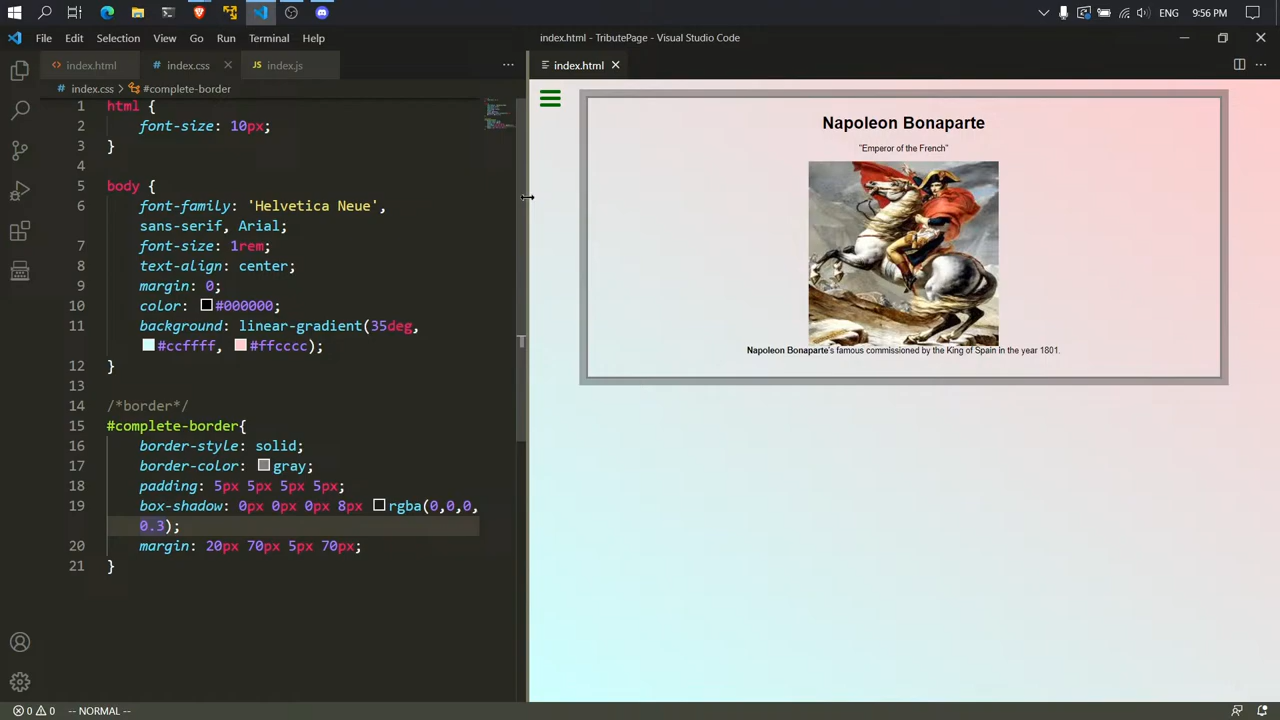 ENG 9:56 PM
File Edit Selection View Go Run Terminal Help
index.html - TributePage - Visual Studio Code
index.html
index.css
JS index.js
index.html
# index.css > #complete-border
1 html {
2 font-size: 10px;
3 }
4
5 body {
6 font-family: 'Helvetica Neue',
sans-serif, Arial;
7 font-size: 1rem;
8 text-align: center;
9 margin: 0;
10 color: #000000;
11 background: linear-gradient(35deg,
#ccffff, #ffcccc);
12 }
13
14 /*border*/
15 #complete-border{
16 border-style: solid;
17 border-color: gray;
18 padding: 5px 5px 5px 5px;
19 box-shadow: 0px 0px 0px 8px rgba(0,0,0,
0.3);
20 margin: 20px 70px 5px 70px;
21 }
Napoleon Bonaparte
"Emperor of the French"
Napoleon Bonaparte's famous commissioned by the King of Spain in the year 1801.
0 0 -- NORMAL --